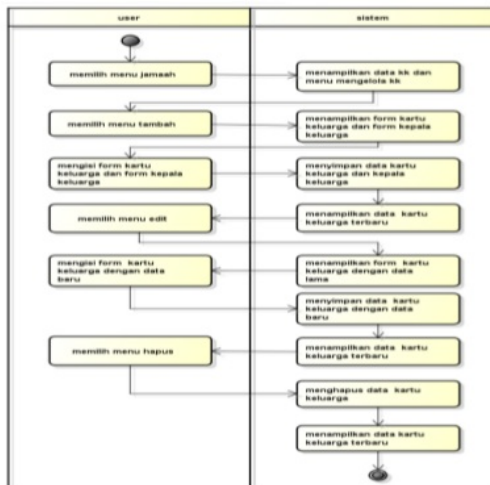 user
sistem
memilih menu jamaah
menampilkan data kk dan
menu mengelola kk
memilih menu tambah
menampilkan form kartu
keluarga dan form kepala
keluarga
mengisi form kartu
keluarga dan form kepala
keluarga
menyimpan data kartu
keluarga dan kepala
keluarga
memilih menu edit
menampilkan data kartu
keluarga terbaru
mengisi form kartu
keluarga dengan data
baru
menampilkan form kartu
keluarga dengan data
lama
menyimpan data kartu
keluarga dengan data
baru
memilih menu hapus
menampilkan data kartu
keluarga terbaru
menghapus data kartu
keluarga
menampilkan data kartu
keluarga terbaru